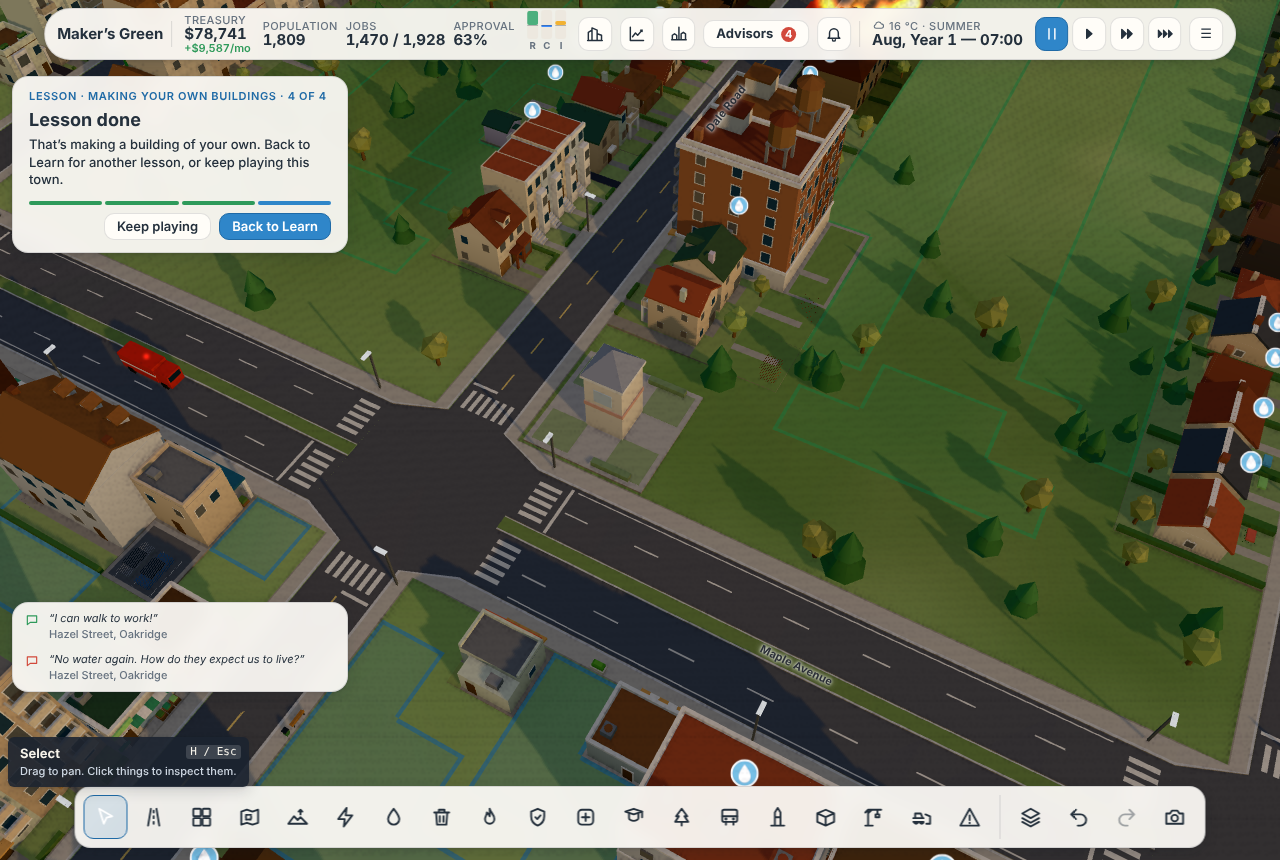 Maker's Green
TREASURY
$78,741
+$9,587/mo
POPULATION
1,809
JOBS
1,470 / 1,928
APPROVAL
63%
R C I
Advisors 4
16 °C · SUMMER
Aug, Year 1 — 07:00
LESSON · MAKING YOUR OWN BUILDINGS · 4 OF 4
Lesson done
That's making a building of your own. Back to
Learn for another lesson, or keep playing this
town.
Keep playing
Back to Learn
Dale Road
Maple Avenue
“I can walk to work!”
Hazel Street, Oakridge
“No water again. How do they expect us to live?”
Hazel Street, Oakridge
Select
H / Esc
Drag to pan. Click things to inspect them.